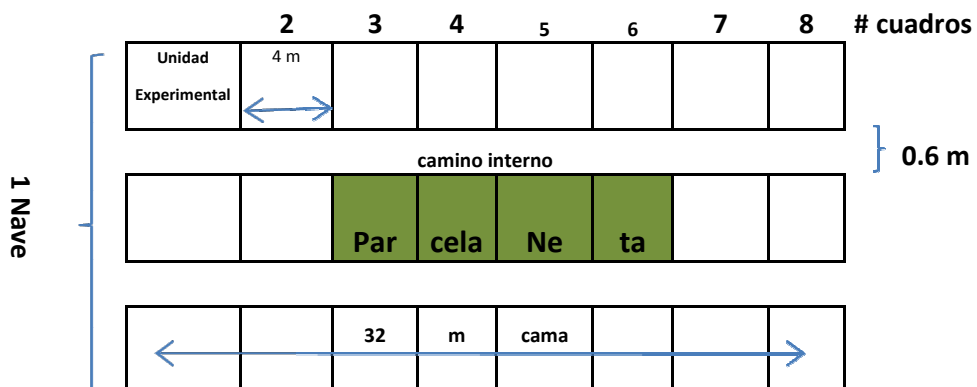 2 3 4 5 6 7 8 # cuadros
Unidad 4 m
Experimental
0.6 m
camino interno
1 Nave
Par cela Ne ta
32 m cama